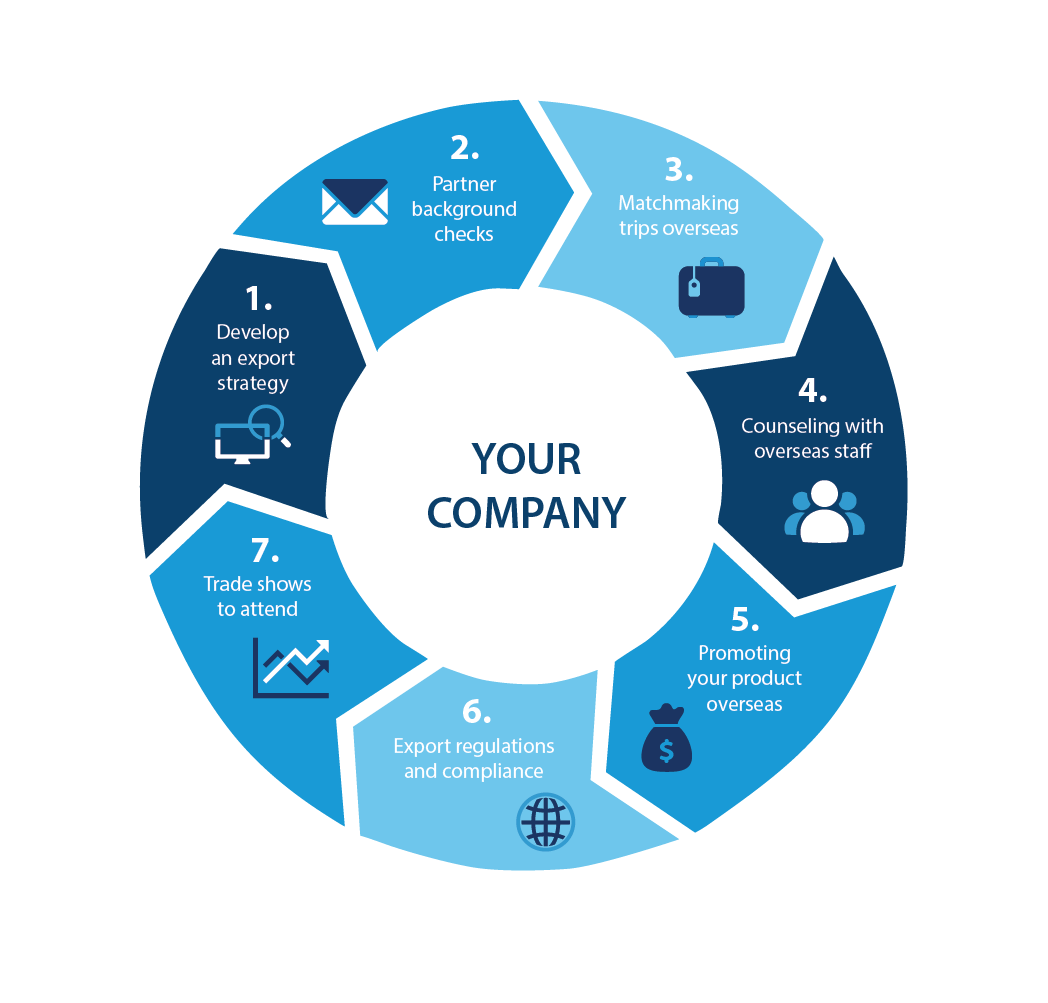 1.
Develop
an export
strategy
2.
Partner
background
checks
3.
Matchmaking
trips overseas
4.
Counseling with
overseas staff
5.
Promoting
your product
overseas
$
6.
Export regulations
and compliance
7.
Trade shows
to attend
YOUR
COMPANY